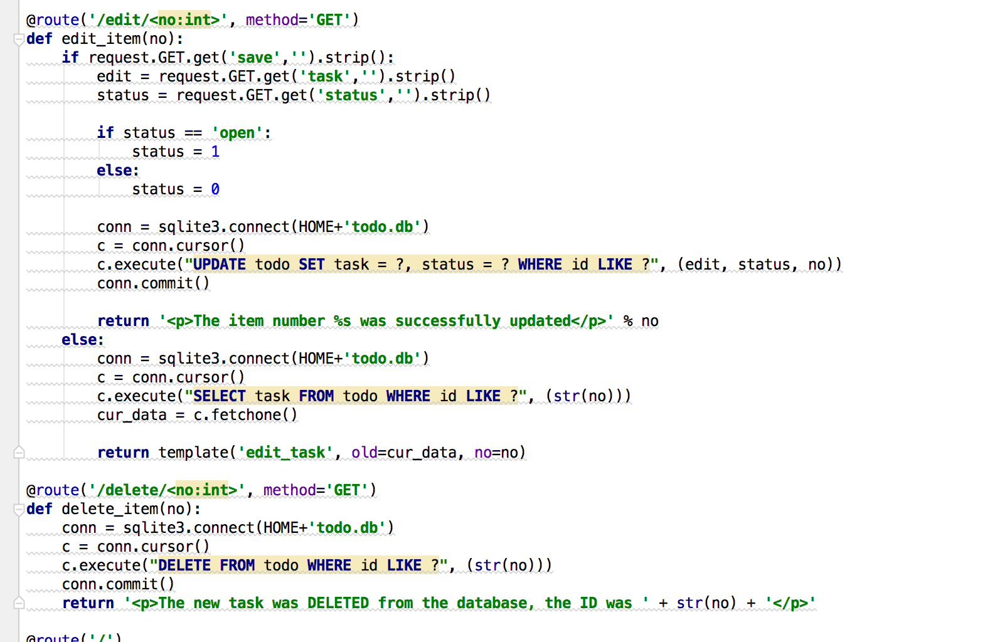 @route('/edit/<no:int>', method='GET')
def edit_item(no):
    if request.GET.get('save','').strip():
        edit = request.GET.get('task','').strip()
        status = request.GET.get('status','').strip()

        if status == 'open':
            status = 1
        else:
            status = 0

        conn = sqlite3.connect(HOME+'todo.db')
        c = conn.cursor()
        c.execute("UPDATE todo SET task = ?, status = ? WHERE id LIKE ?", (edit, status, no))
        conn.commit()

        return '<p>The item number %s was successfully updated</p>' % no
    else:
        conn = sqlite3.connect(HOME+'todo.db')
        c = conn.cursor()
        c.execute("SELECT task FROM todo WHERE id LIKE ?", (str(no)))
        cur_data = c.fetchone()

        return template('edit_task', old=cur_data, no=no)

@route('/delete/<no:int>', method='GET')
def delete_item(no):
    conn = sqlite3.connect(HOME+'todo.db')
    c = conn.cursor()
    c.execute("DELETE FROM todo WHERE id LIKE ?", (str(no)))
    conn.commit()
    return '<p>The new task was DELETED from the database, the ID was ' + str(no) + '</p>'

@route('/')